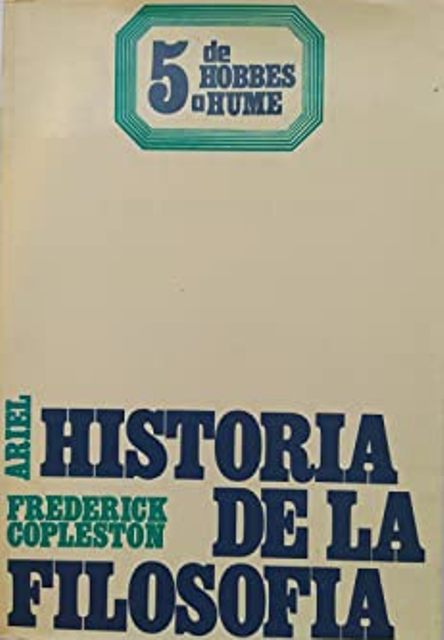 5 de
HOBBES
a HUME
ARIEL
HISTORIA
FREDERICK
COPLESTON
DE LA
FILOSOFIA